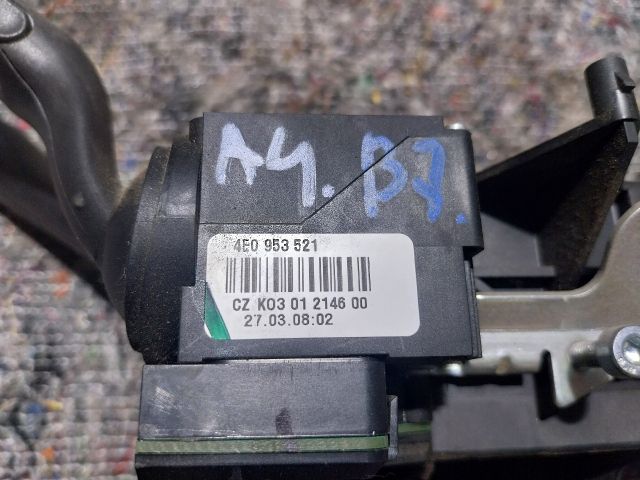 A4. B7.
4E0 953 521
CZ K03 01 2146 00
27.03.08:02